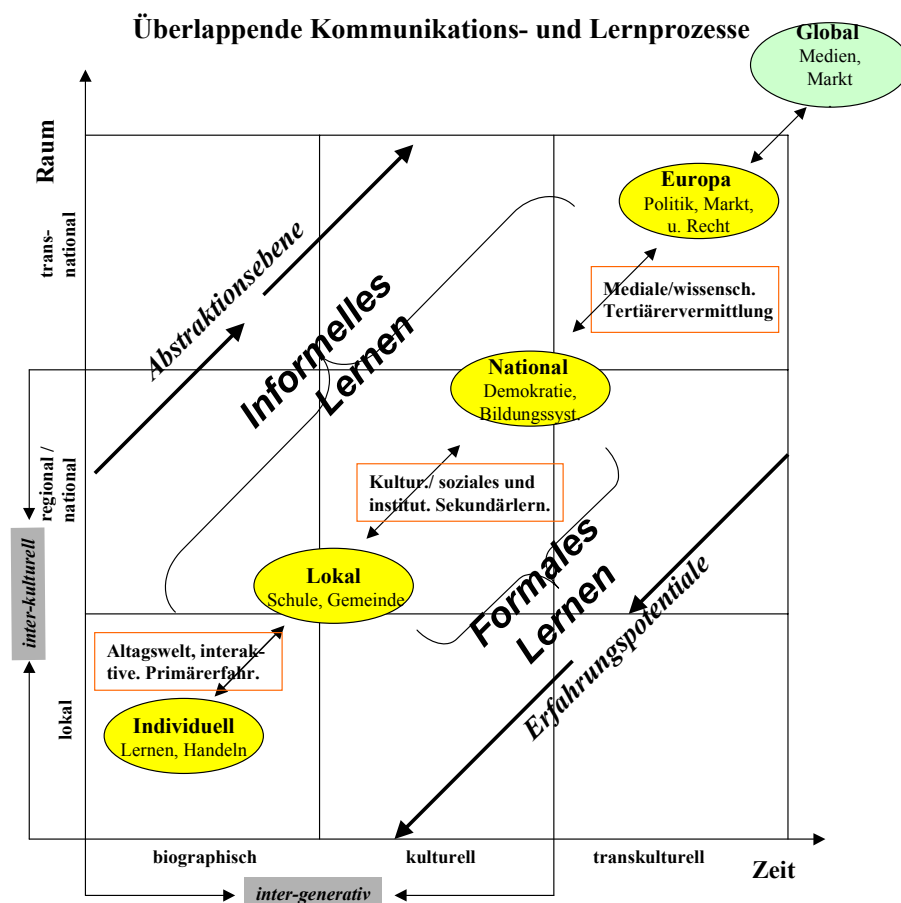 Überlappende Kommunikations- und Lernprozesse
Global
Medien,
Markt
Raum
Europa
Politik, Markt,
u. Recht
trans-
national
Abstraktionsebene
Mediale/wissensch.
Tertiärervermittlung
Informelles
Lernen
National
Demokratie,
Bildungssyst.
regional /
national
Kultur./ soziales und
institut. Sekundärlern.
Lokal
Schule, Gemeinde
Formales
Lernen
Erfahrungspotentiale
inter-kulturell
Altagswelt, interak-
tive. Primärerfahr.
lokal
Individuell
Lernen, Handeln
biographisch
kulturell
transkulturell
Zeit
inter-generativ